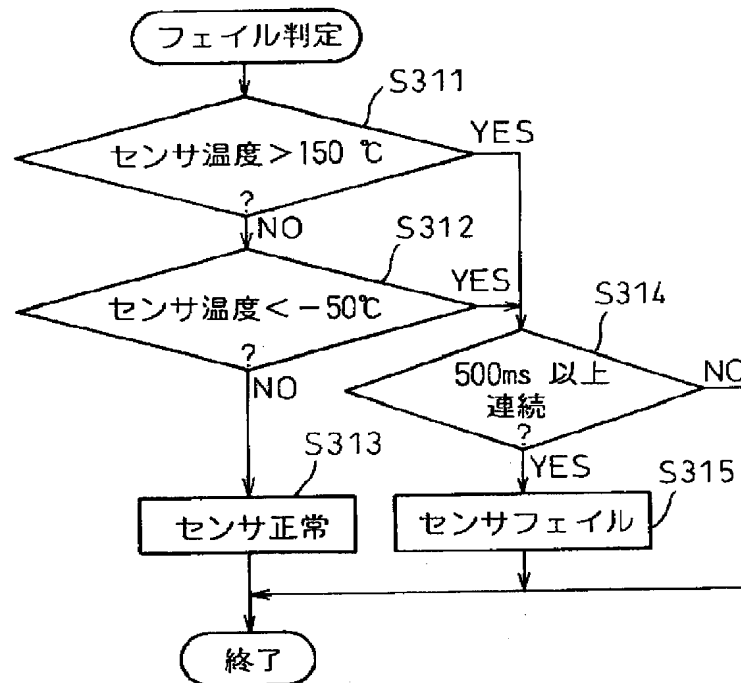 フェイル判定
S311
センサ温度>150℃
?
YES
NO
S312
センサ温度<-50℃
?
YES
NO
S314
500ms 以上
連続
?
NO
YES
S313
センサ正常
S315
センサフェイル
終了